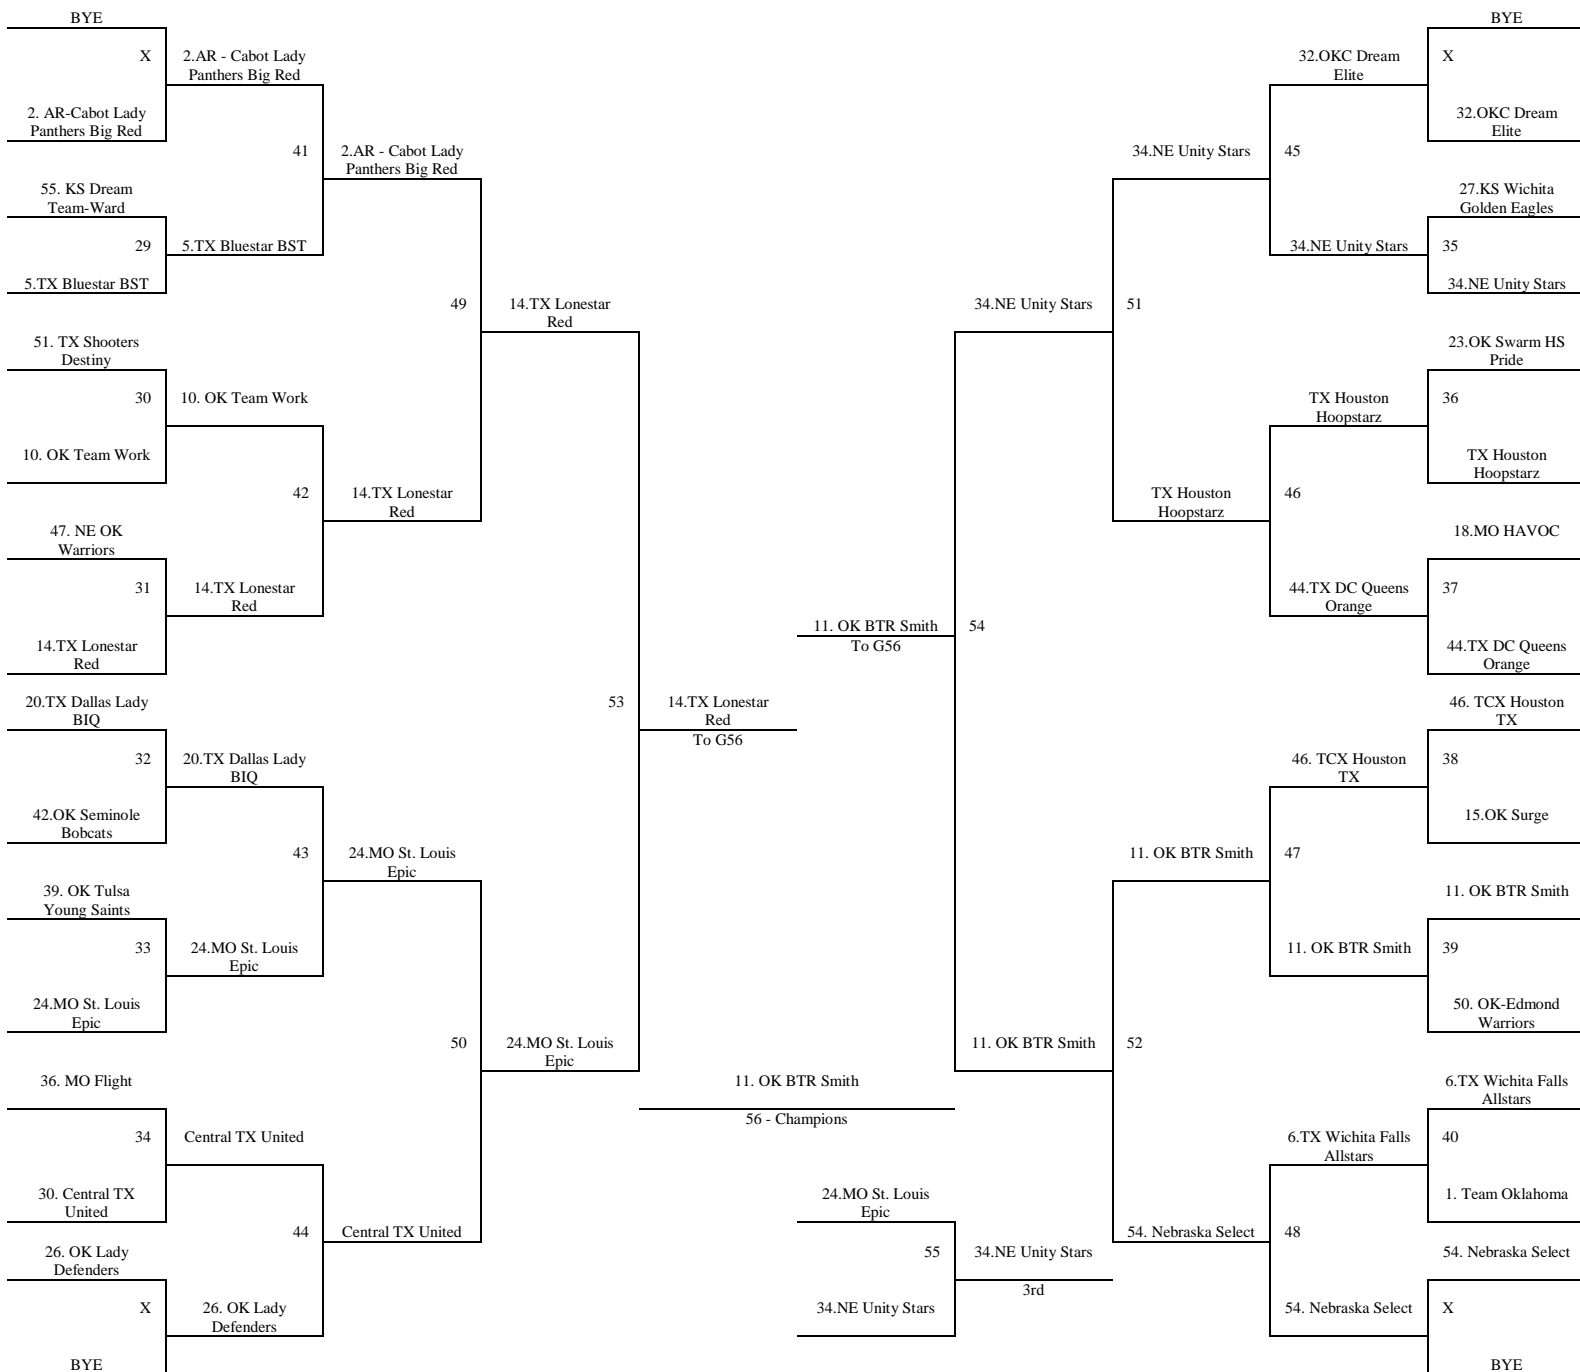 BYE
X
2.AR - Cabot Lady
Panthers Big Red
2. AR-Cabot Lady
Panthers Big Red
41
2.AR - Cabot Lady
Panthers Big Red
55. KS Dream
Team-Ward
29
5.TX Bluestar BST
5.TX Bluestar BST
49
14.TX Lonestar
Red
51. TX Shooters
Destiny
30
10. OK Team Work
10. OK Team Work
42
14.TX Lonestar
Red
47. NE OK
Warriors
31
14.TX Lonestar
Red
14.TX Lonestar
Red
20.TX Dallas Lady
BIQ
53
14.TX Lonestar
Red
To G56
32
20.TX Dallas Lady
BIQ
42.OK Seminole
Bobcats
43
24.MO St. Louis
Epic
39. OK Tulsa
Young Saints
33
24.MO St. Louis
Epic
24.MO St. Louis
Epic
50
24.MO St. Louis
Epic
36. MO Flight
34
Central TX United
30. Central TX
United
44
Central TX United
26. OK Lady
Defenders
X
26. OK Lady
Defenders
BYE
11. OK BTR Smith
To G56
54
11. OK BTR Smith
56 - Champions
24.MO St. Louis
Epic
55
34.NE Unity Stars
3rd
34.NE Unity Stars
BYE
32.OKC Dream
Elite
X
32.OKC Dream
Elite
34.NE Unity Stars
45
27.KS Wichita
Golden Eagles
34.NE Unity Stars
35
34.NE Unity Stars
34.NE Unity Stars
51
23.OK Swarm HS
Pride
TX Houston
Hoopstarz
36
TX Houston
Hoopstarz
TX Houston
Hoopstarz
46
18.MO HAVOC
44.TX DC Queens
Orange
37
44.TX DC Queens
Orange
46. TCX Houston
TX
46. TCX Houston
TX
38
15.OK Surge
11. OK BTR Smith
47
11. OK BTR Smith
11. OK BTR Smith
39
50. OK-Edmond
Warriors
11. OK BTR Smith
52
6.TX Wichita Falls
Allstars
6.TX Wichita Falls
Allstars
40
1. Team Oklahoma
54. Nebraska Select
48
54. Nebraska Select
54. Nebraska Select
X
BYE